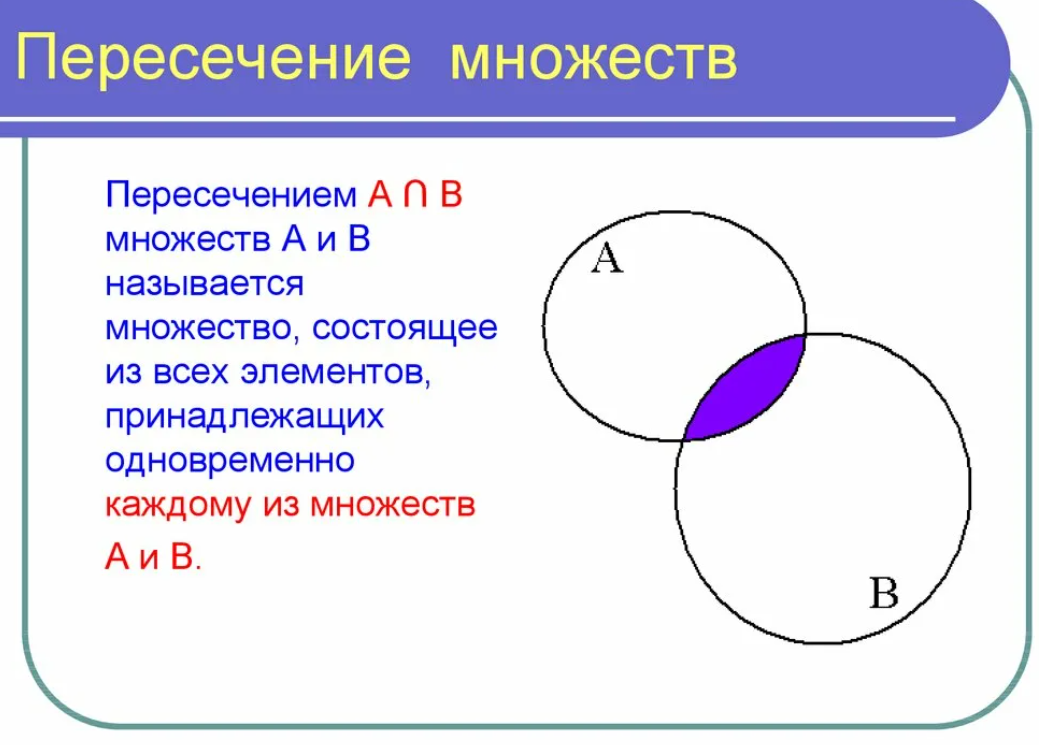 Пересечение множеств
Пересечением А ∩ В
множеств А и В
называется
множество, состоящее
из всех элементов,
принадлежащих
одновременно
каждому из множеств
А и В.
A
B